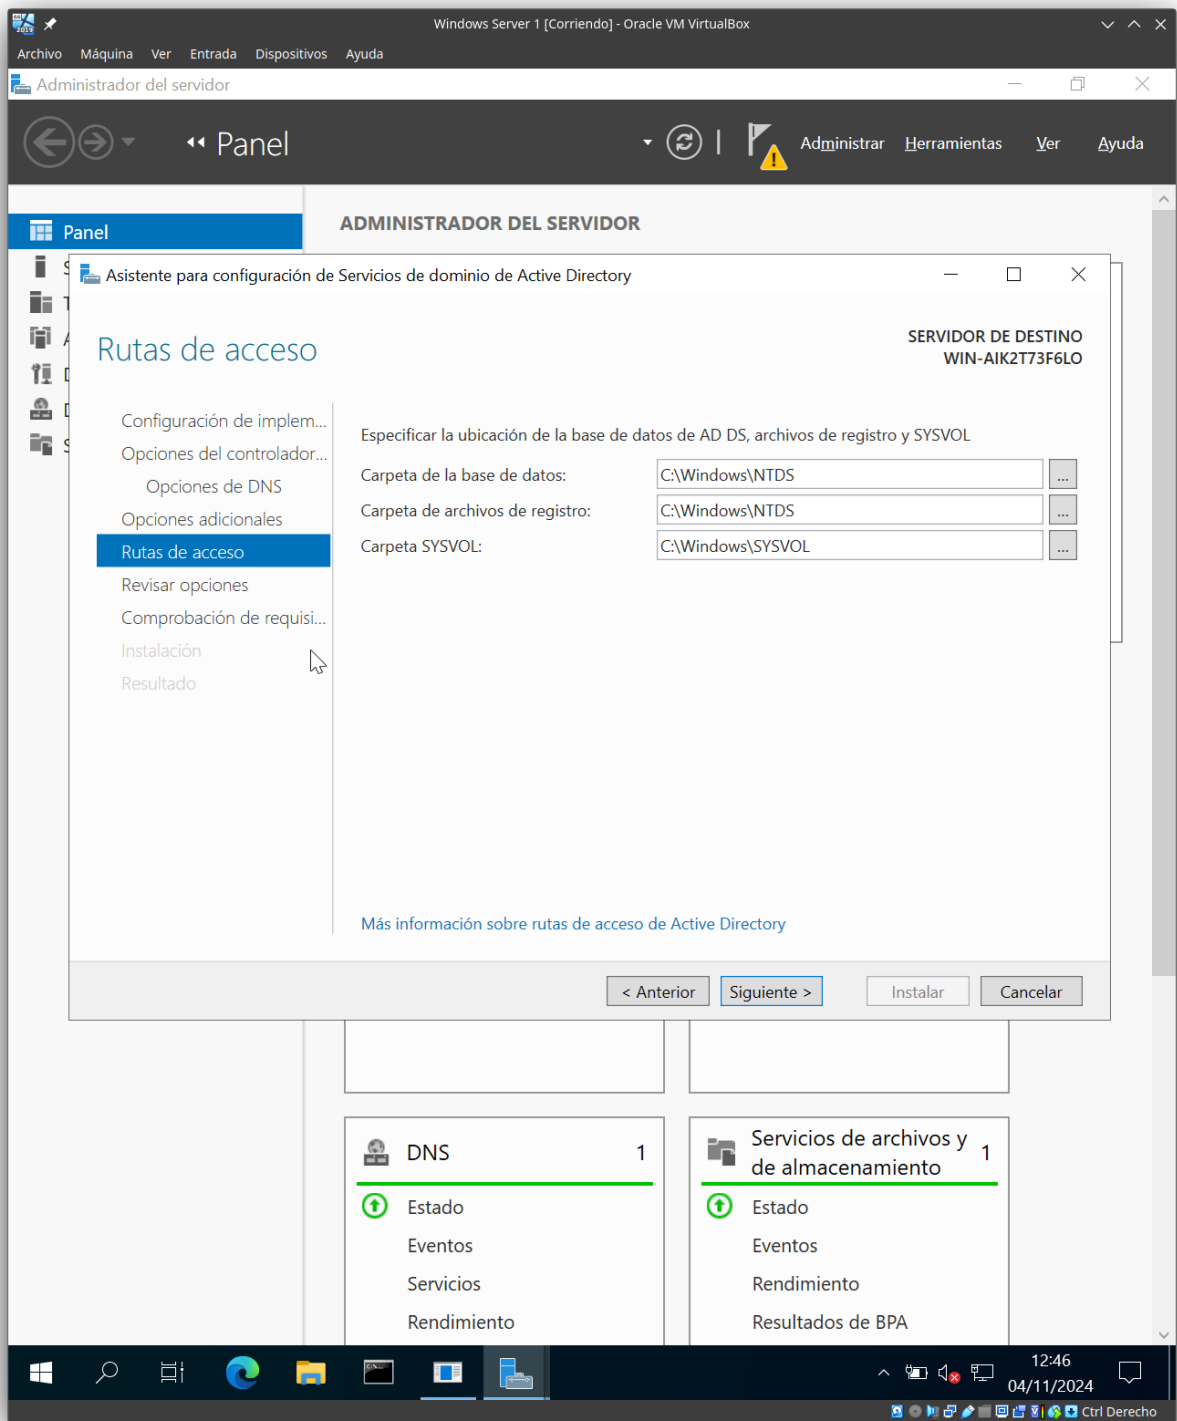 Windows Server 1 [Corriendo] - Oracle VM VirtualBox
Archivo Máquina Ver Entrada Dispositivos Ayuda
Administrador del servidor
Panel
Administrar Herramientas Ver Ayuda
Panel
ADMINISTRADOR DEL SERVIDOR
Asistente para configuración de Servicios de dominio de Active Directory
Rutas de acceso
SERVIDOR DE DESTINO
WIN-AIK2T73F6LO
Configuración de implem...
Opciones del controlador...
Opciones de DNS
Opciones adicionales
Rutas de acceso
Revisar opciones
Comprobación de requisi...
Instalación
Resultado
Especificar la ubicación de la base de datos de AD DS, archivos de registro y SYSVOL
Carpeta de la base de datos: C:\Windows\NTDS ...
Carpeta de archivos de registro: C:\Windows\NTDS ...
Carpeta SYSVOL: C:\Windows\SYSVOL ...
Más información sobre rutas de acceso de Active Directory
< Anterior Siguiente > Instalar Cancelar
DNS 1
Estado
Eventos
Servicios
Rendimiento
Servicios de archivos y
de almacenamiento 1
Estado
Eventos
Rendimiento
Resultados de BPA
12:46
04/11/2024
Ctrl Derecho